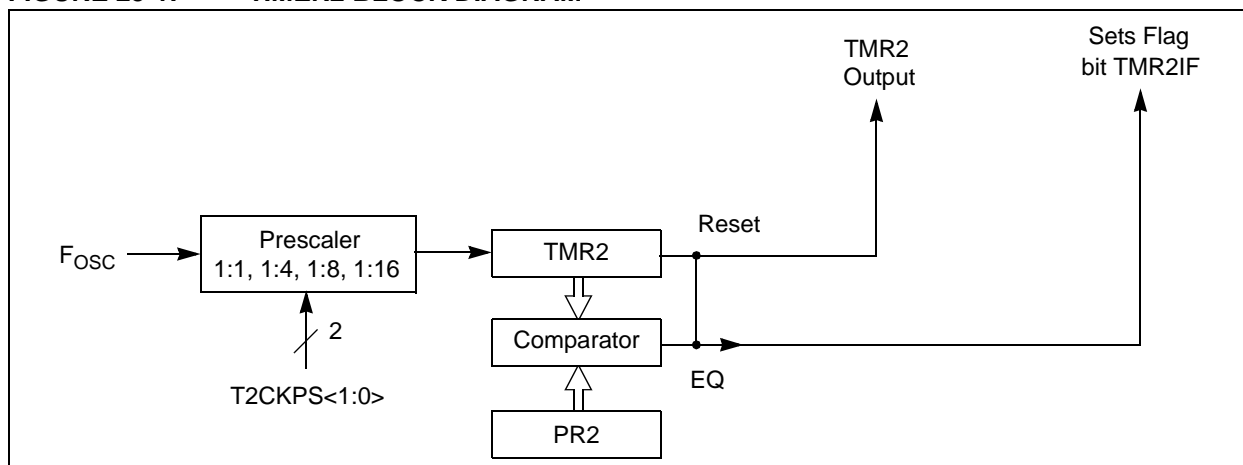 TMR2
Output
Sets Flag
bit TMR2IF
Reset
FOSC
Prescaler
1:1, 1:4, 1:8, 1:16
TMR2
2
Comparator
EQ
T2CKPS<1:0>
PR2